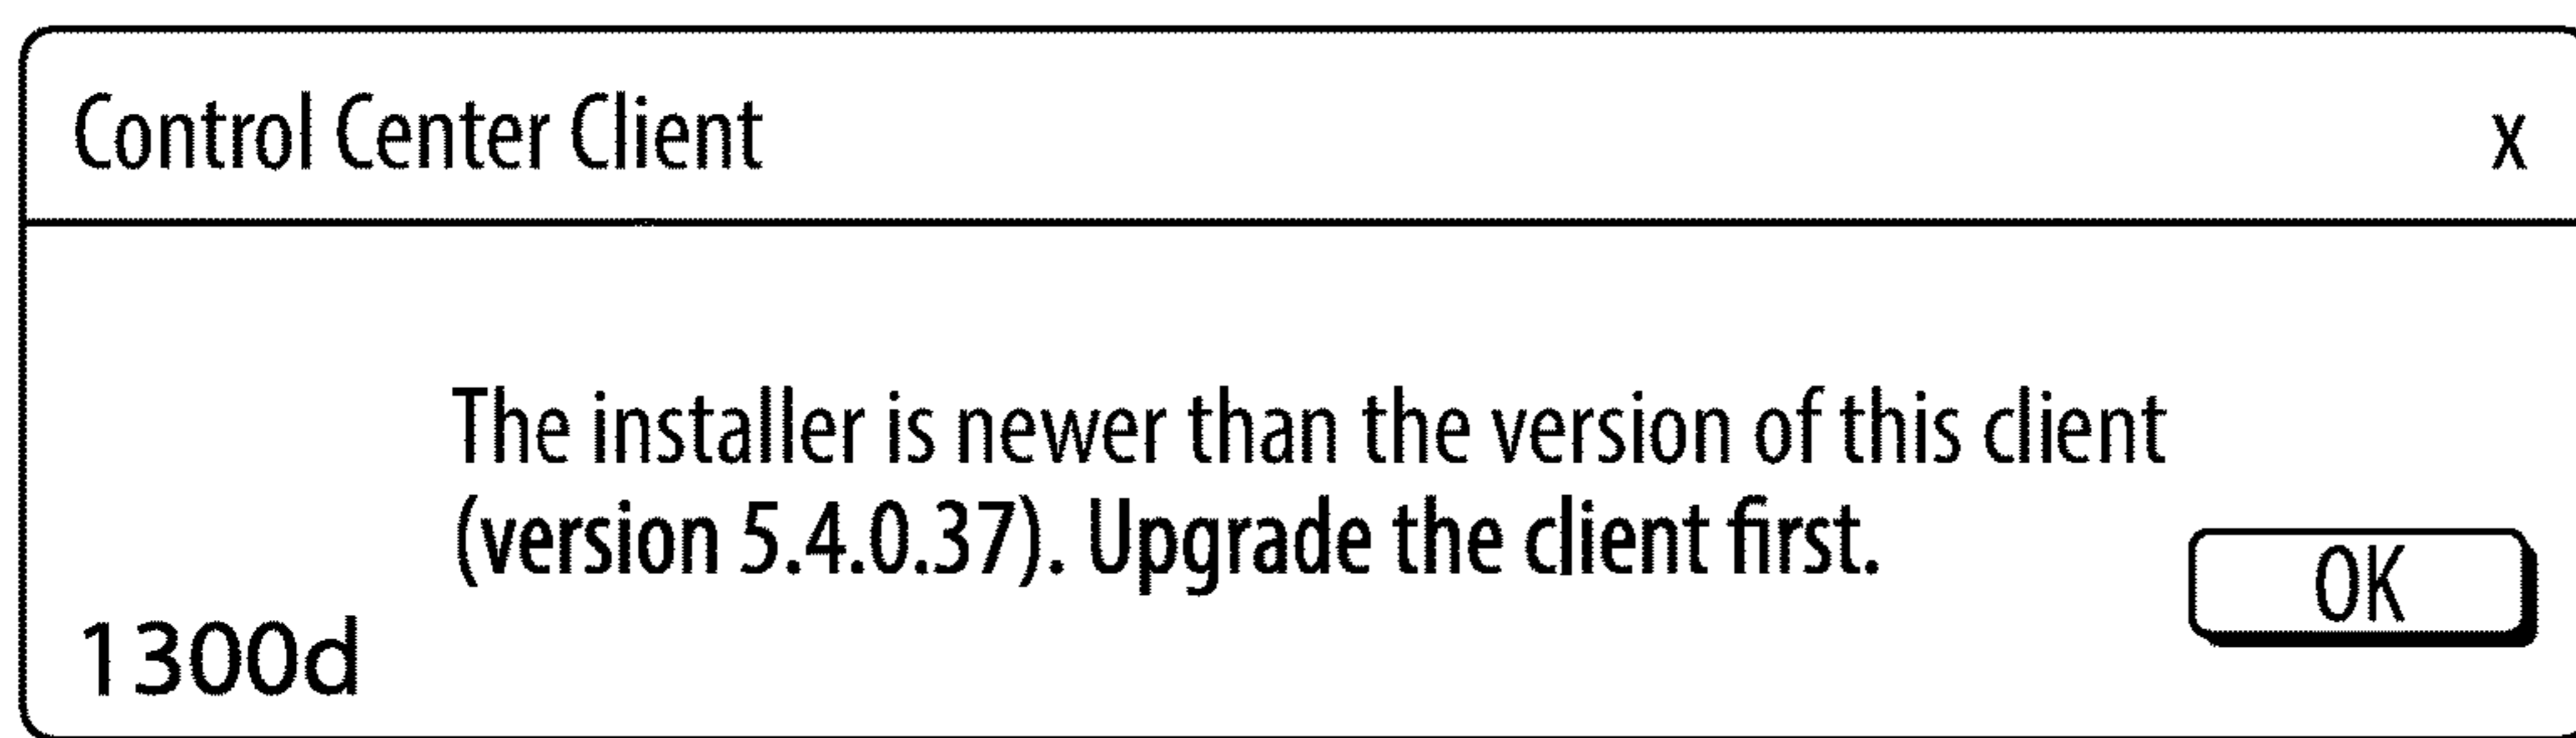 Control Center Client
x
The installer is newer than the version of this client
(version 5.4.0.37). Upgrade the client first.
OK
1300d